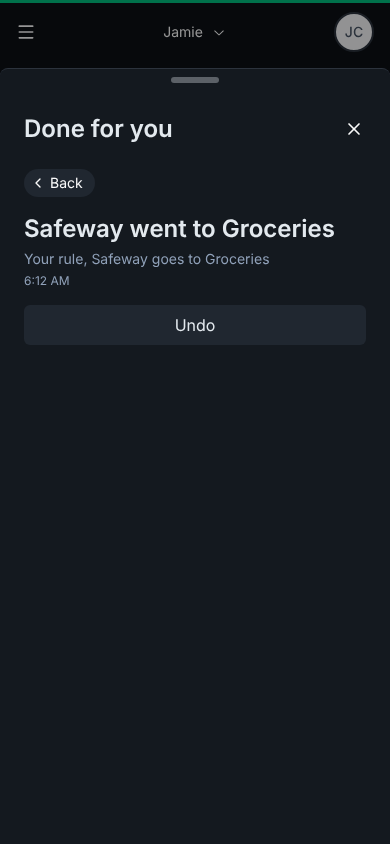 Jamie
JC
Done for you
Back
Safeway went to Groceries
Your rule, Safeway goes to Groceries
6:12 AM
Undo